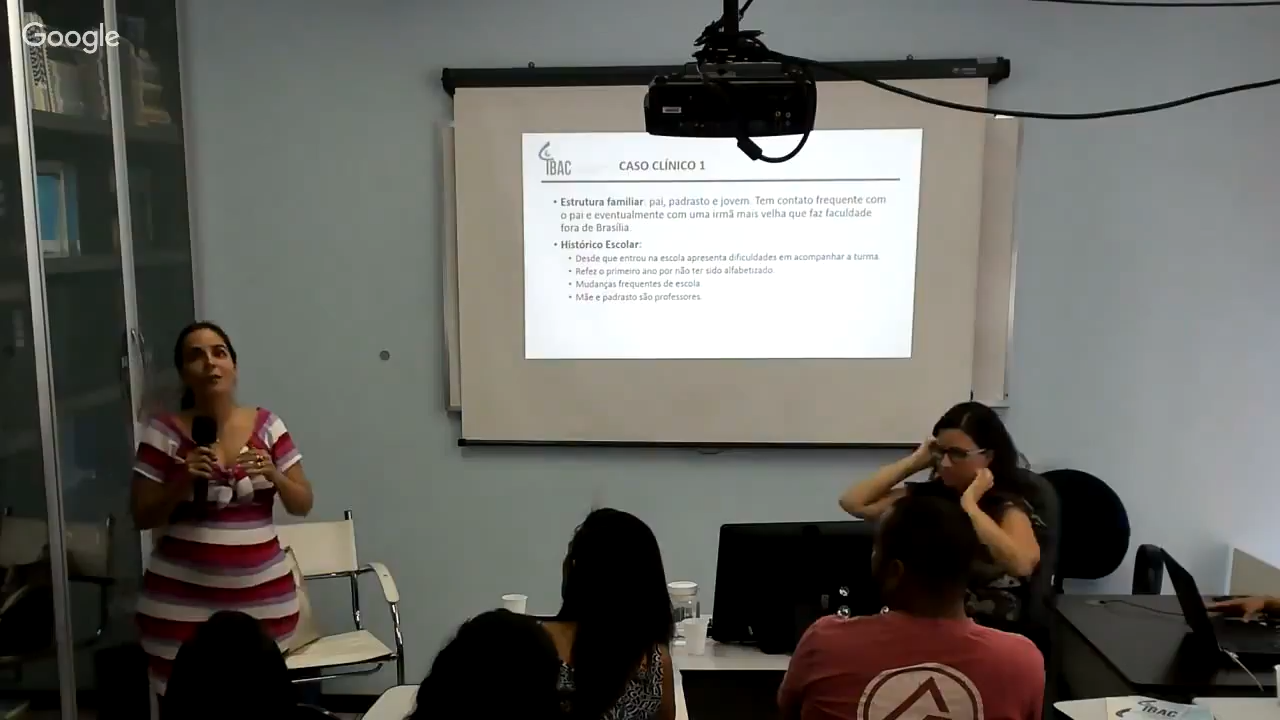 Google
IBAC
CASO CLÍNICO 1
• Estrutura familiar: pai, padrasto e jovem. Tem contato frequente com
o pai e eventualmente com uma irmã mais velha que faz faculdade
fora de Brasília.
• Histórico Escolar:
• Desde que entrou na escola apresenta dificuldades em acompanhar a turma.
• Refez o primeiro ano por não ter sido alfabetizado.
• Mudanças frequentes de escola
• Mãe e padrasto são professores.
IBAC